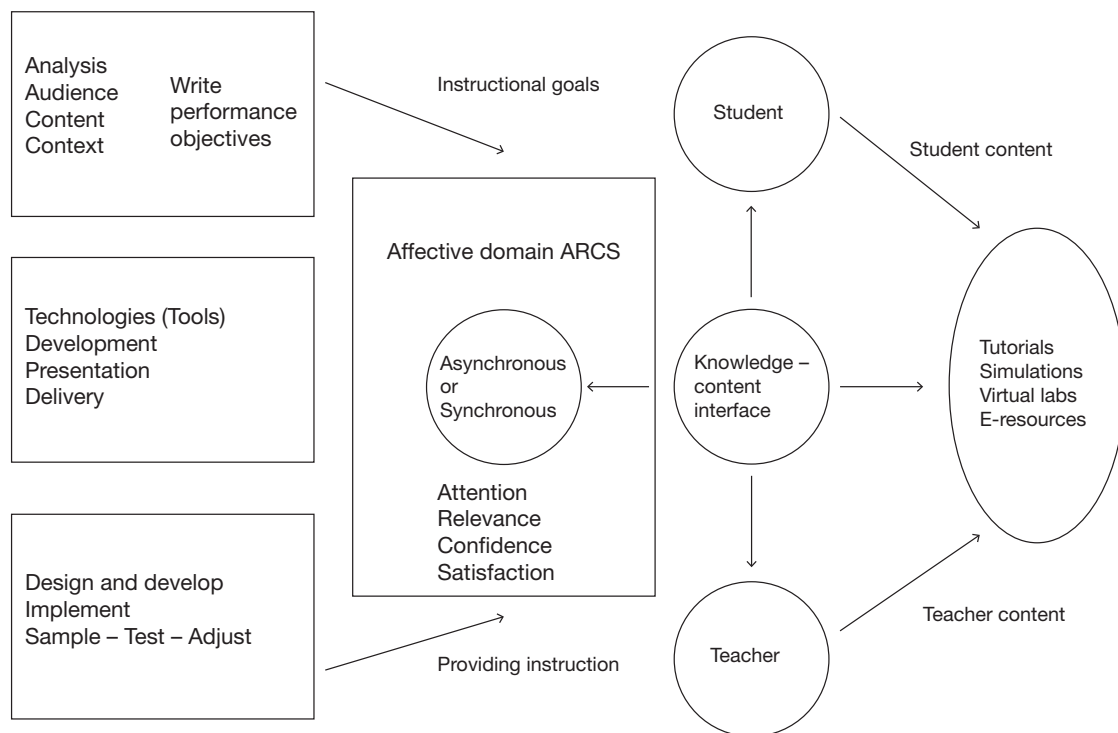 Analysis
Audience
Content
Context
Write
performance
objectives
Instructional goals
Student
Student content
Affective domain ARCS
Technologies (Tools)
Development
Presentation
Delivery
Asynchronous
or
Synchronous
Knowledge –
content
interface
Tutorials
Simulations
Virtual labs
E-resources
Attention
Relevance
Confidence
Satisfaction
Design and develop
Implement
Sample – Test – Adjust
Providing instruction
Teacher
Teacher content